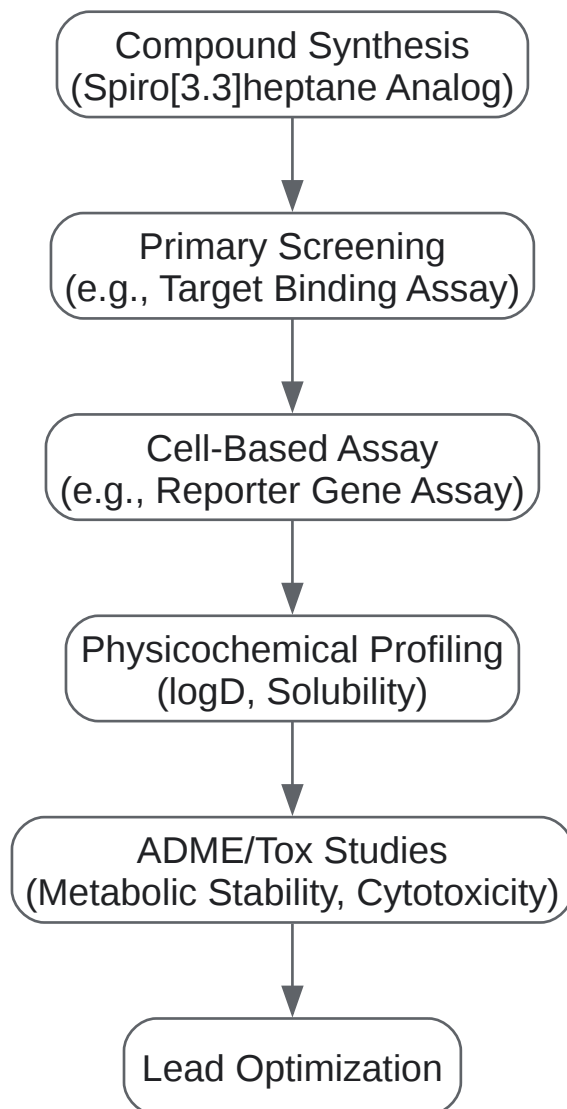 Compound Synthesis
(Spiro[3.3]heptane Analog)
Primary Screening
(e.g., Target Binding Assay)
Cell-Based Assay
(e.g., Reporter Gene Assay)
Physicochemical Profiling
(logD, Solubility)
ADME/Tox Studies
(Metabolic Stability, Cytotoxicity)
Lead Optimization